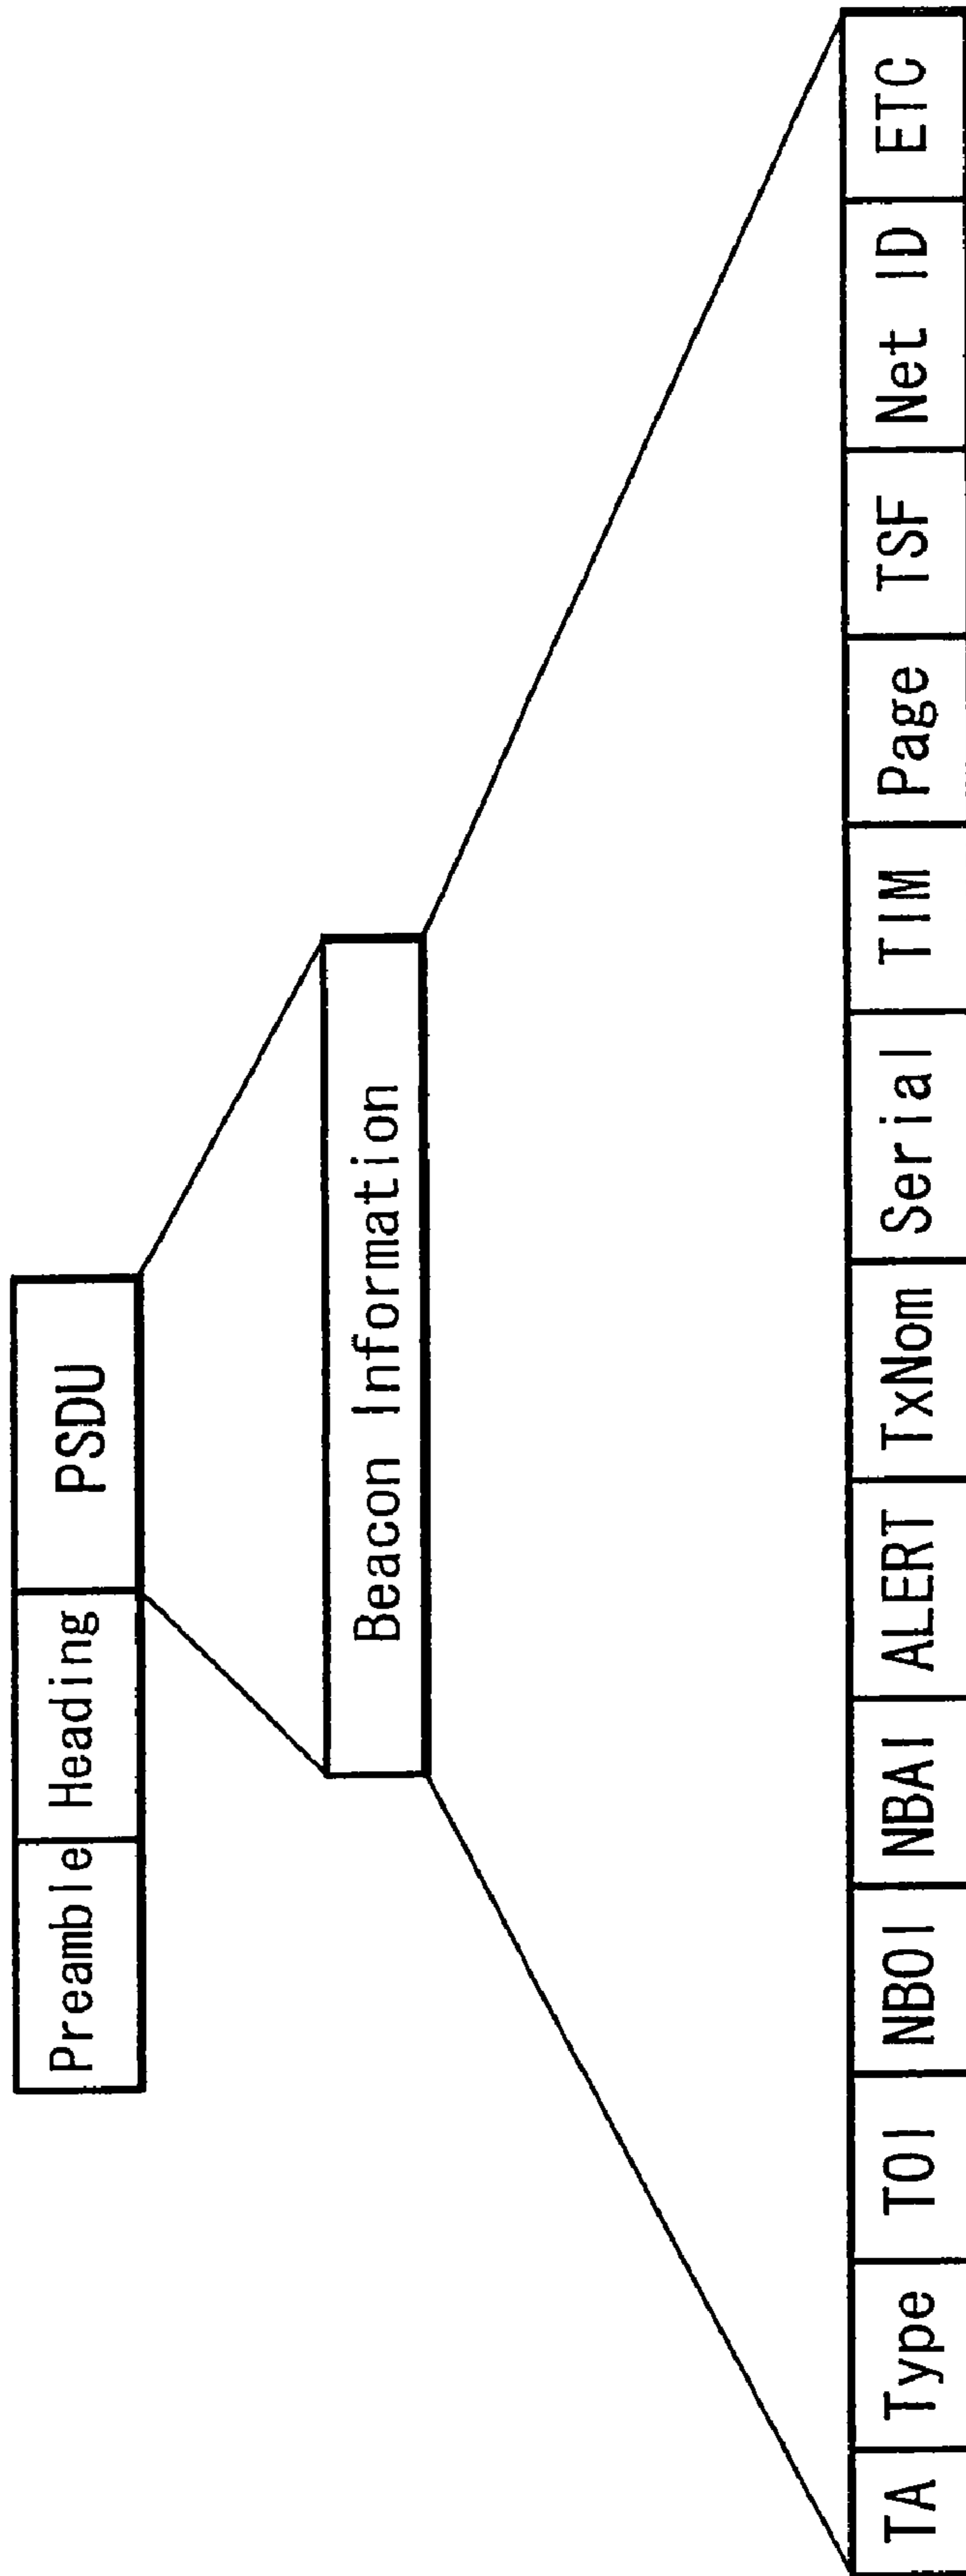 Preamble Heading PSDU
Beacon Information
TA Type TOI NBOI NBAI ALERT TxNom Serial TIM Page TSF Net ID ETC